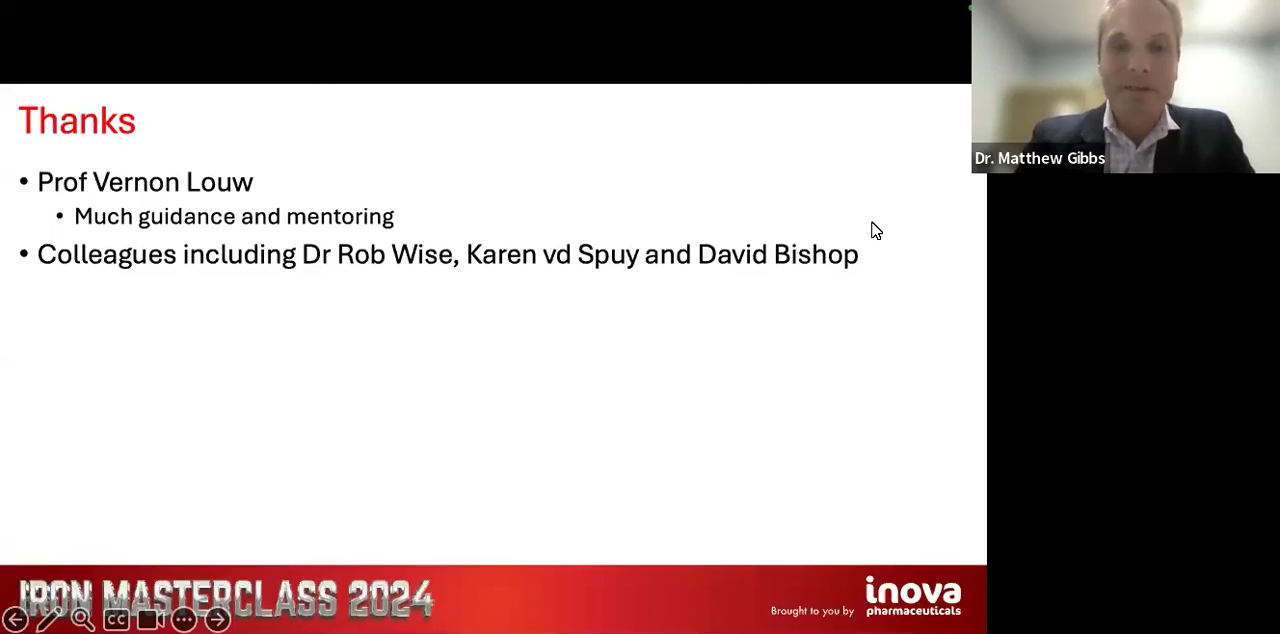 Thanks
• Prof Vernon Louw
• Much guidance and mentoring
• Colleagues including Dr Rob Wise, Karen vd Spuy and David Bishop
Dr. Matthew Gibbs
IRON MASTERCLASS 2024
Brought to you by
inova
pharmaceuticals
CC